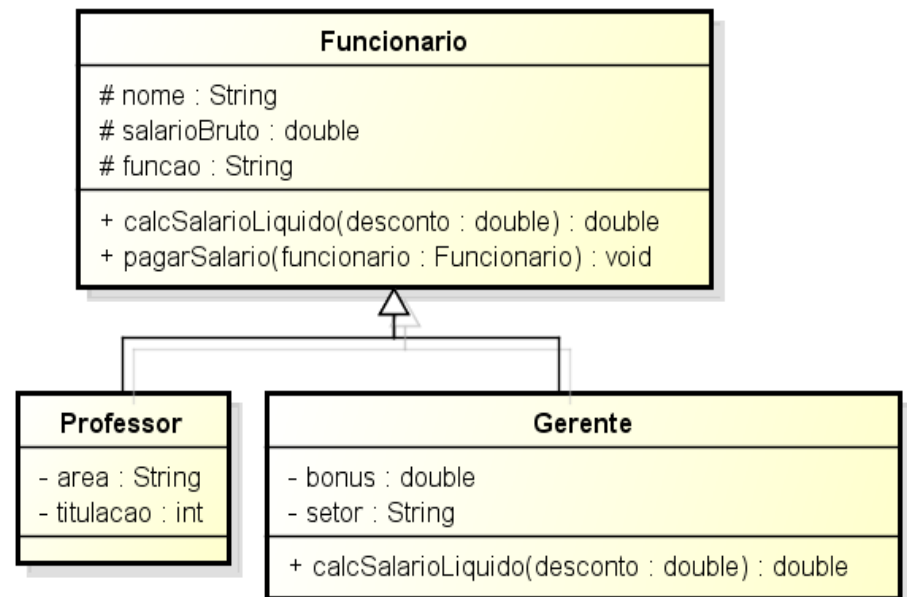 Funcionario
# nome : String
# salarioBruto : double
# funcao : String
+ calcSalarioLiquido(desconto : double) : double
+ pagarSalario(funcionario : Funcionario) : void
Professor
- area : String
- titulacao : int
Gerente
- bonus : double
- setor : String
+ calcSalarioLiquido(desconto : double) : double